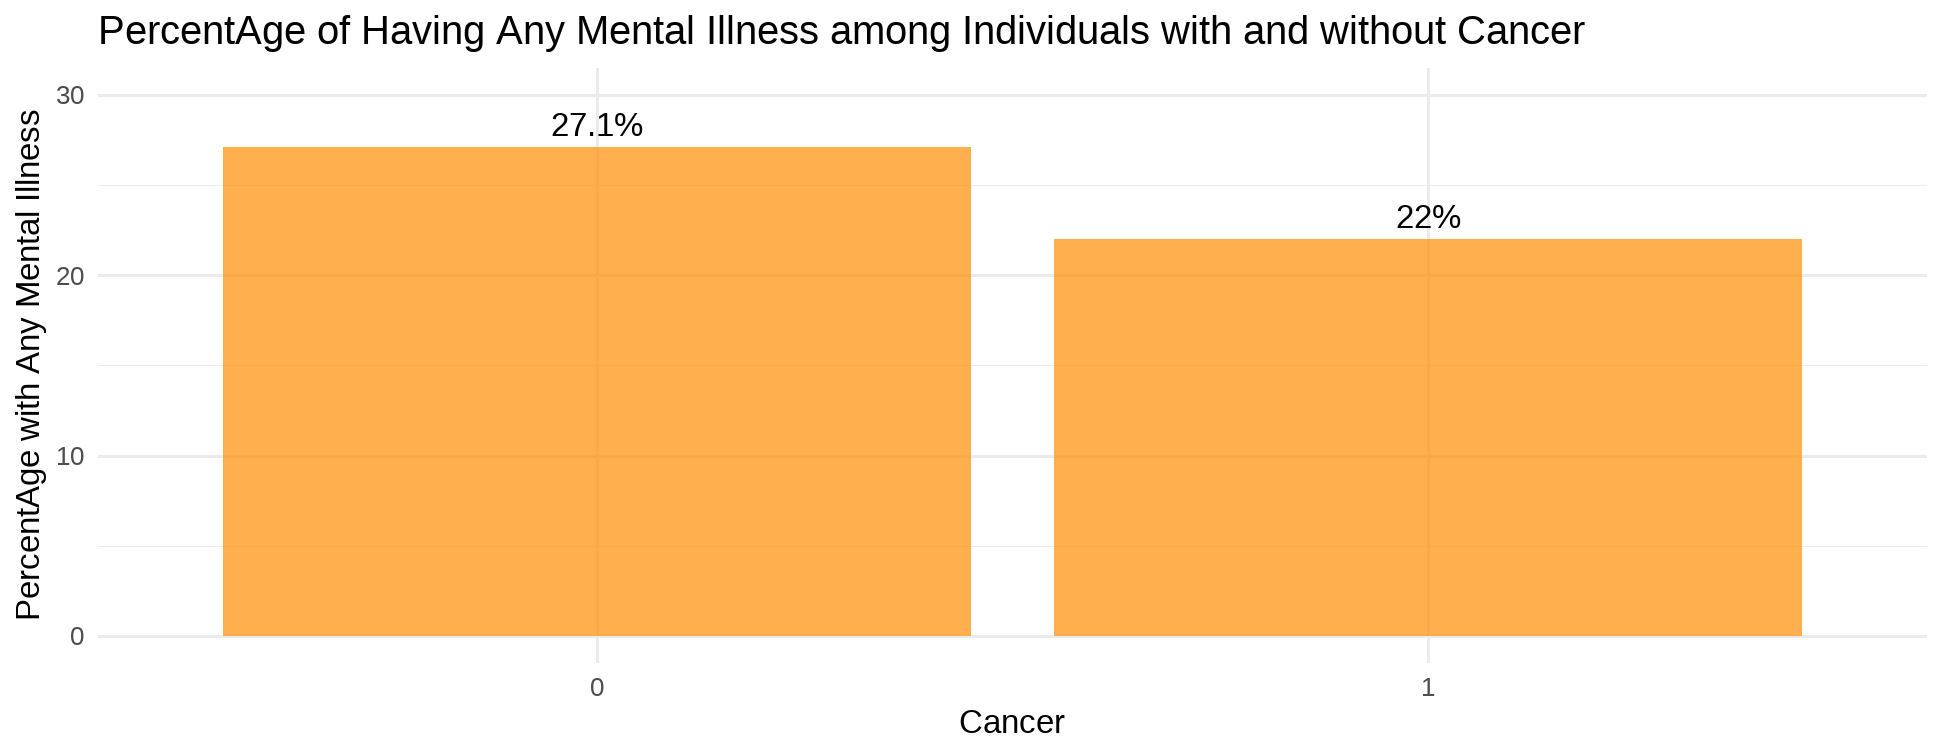 PercentAge of Having Any Mental Illness among Individuals with and without Cancer
PercentAge with Any Mental Illness
30
20
10
0
27.1%
22%
0
1
Cancer